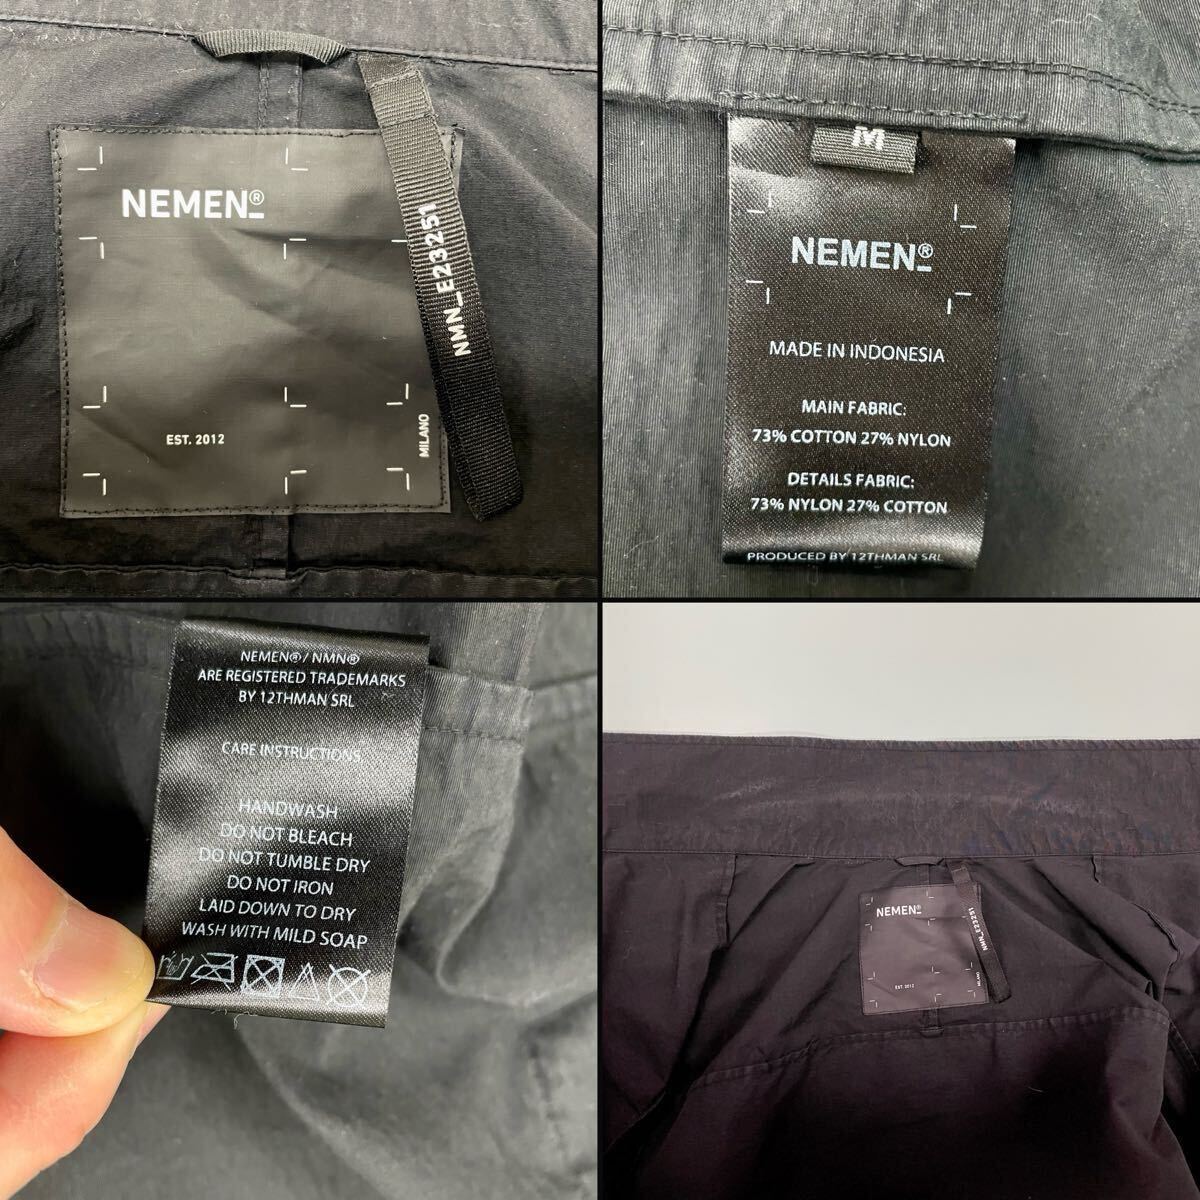 NEMEN®
NMN_E23251
EST. 2012
MILANO
M
NEMEN®
MADE IN INDONESIA
MAIN FABRIC:
73% COTTON 27% NYLON
DETAILS FABRIC:
73% NYLON 27% COTTON
PRODUCED BY 12THMAN SRL
NEMEN® / NMN®
ARE REGISTERED TRADEMARKS
BY 12THMAN SRL
CARE INSTRUCTIONS
HANDWASH
DO NOT BLEACH
DO NOT TUMBLE DRY
DO NOT IRON
LAID DOWN TO DRY
WASH WITH MILD SOAP
NEMEN®
NMN_E23251
EST. 2012
MILANO